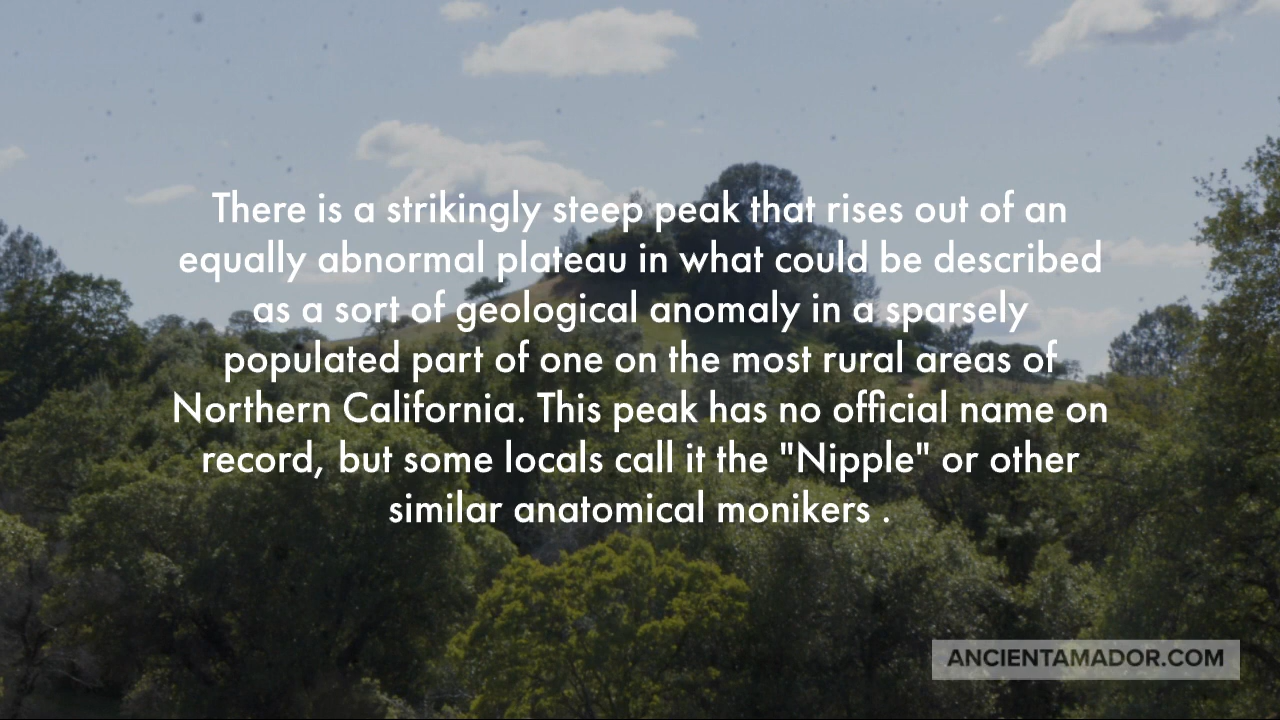 There is a strikingly steep peak that rises out of an
equally abnormal plateau in what could be described
as a sort of geological anomaly in a sparsely
populated part of one on the most rural areas of
Northern California. This peak has no official name on
record, but some locals call it the "Nipple" or other
similar anatomical monikers .
ANCIENTAMADOR.COM